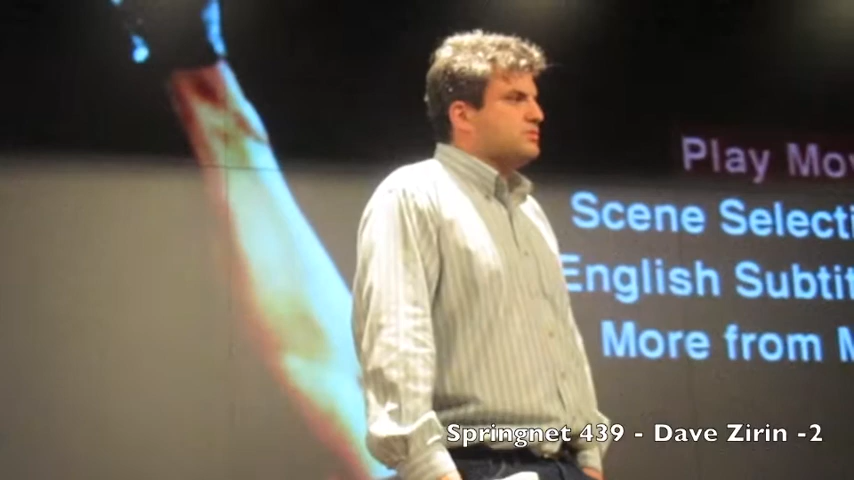 Play Mov
Scene Selecti
English Subtit
More from M
Springnet 439 - Dave Zirin -2